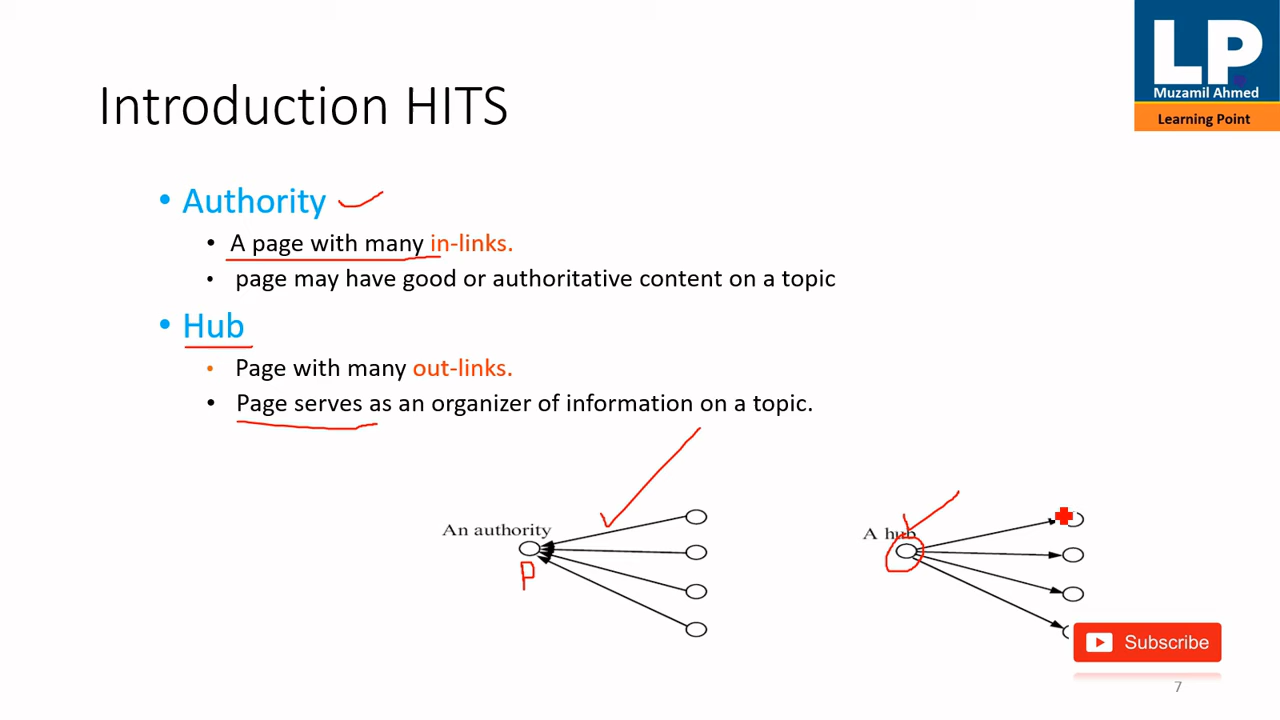 LP.
Muzamil Ahmed
Learning Point
Introduction HITS
• Authority
• A page with many in-links.
• page may have good or authoritative content on a topic
• Hub
• Page with many out-links.
• Page serves as an organizer of information on a topic.
An authority
P
A hub
Subscribe
7